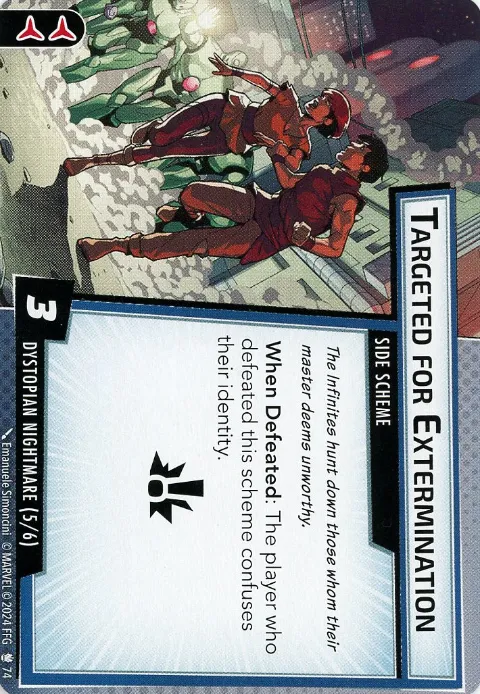 TARGETED FOR EXTERMINATION
SIDE SCHEME
The Infinites hunt down those whom their
master deems unworthy.
When Defeated: The player who
defeated this scheme confuses
their identity.
3
DYSTOPIAN NIGHTMARE (5/6)
Emanuele Simoncini © MARVEL © 2024 FFG 74